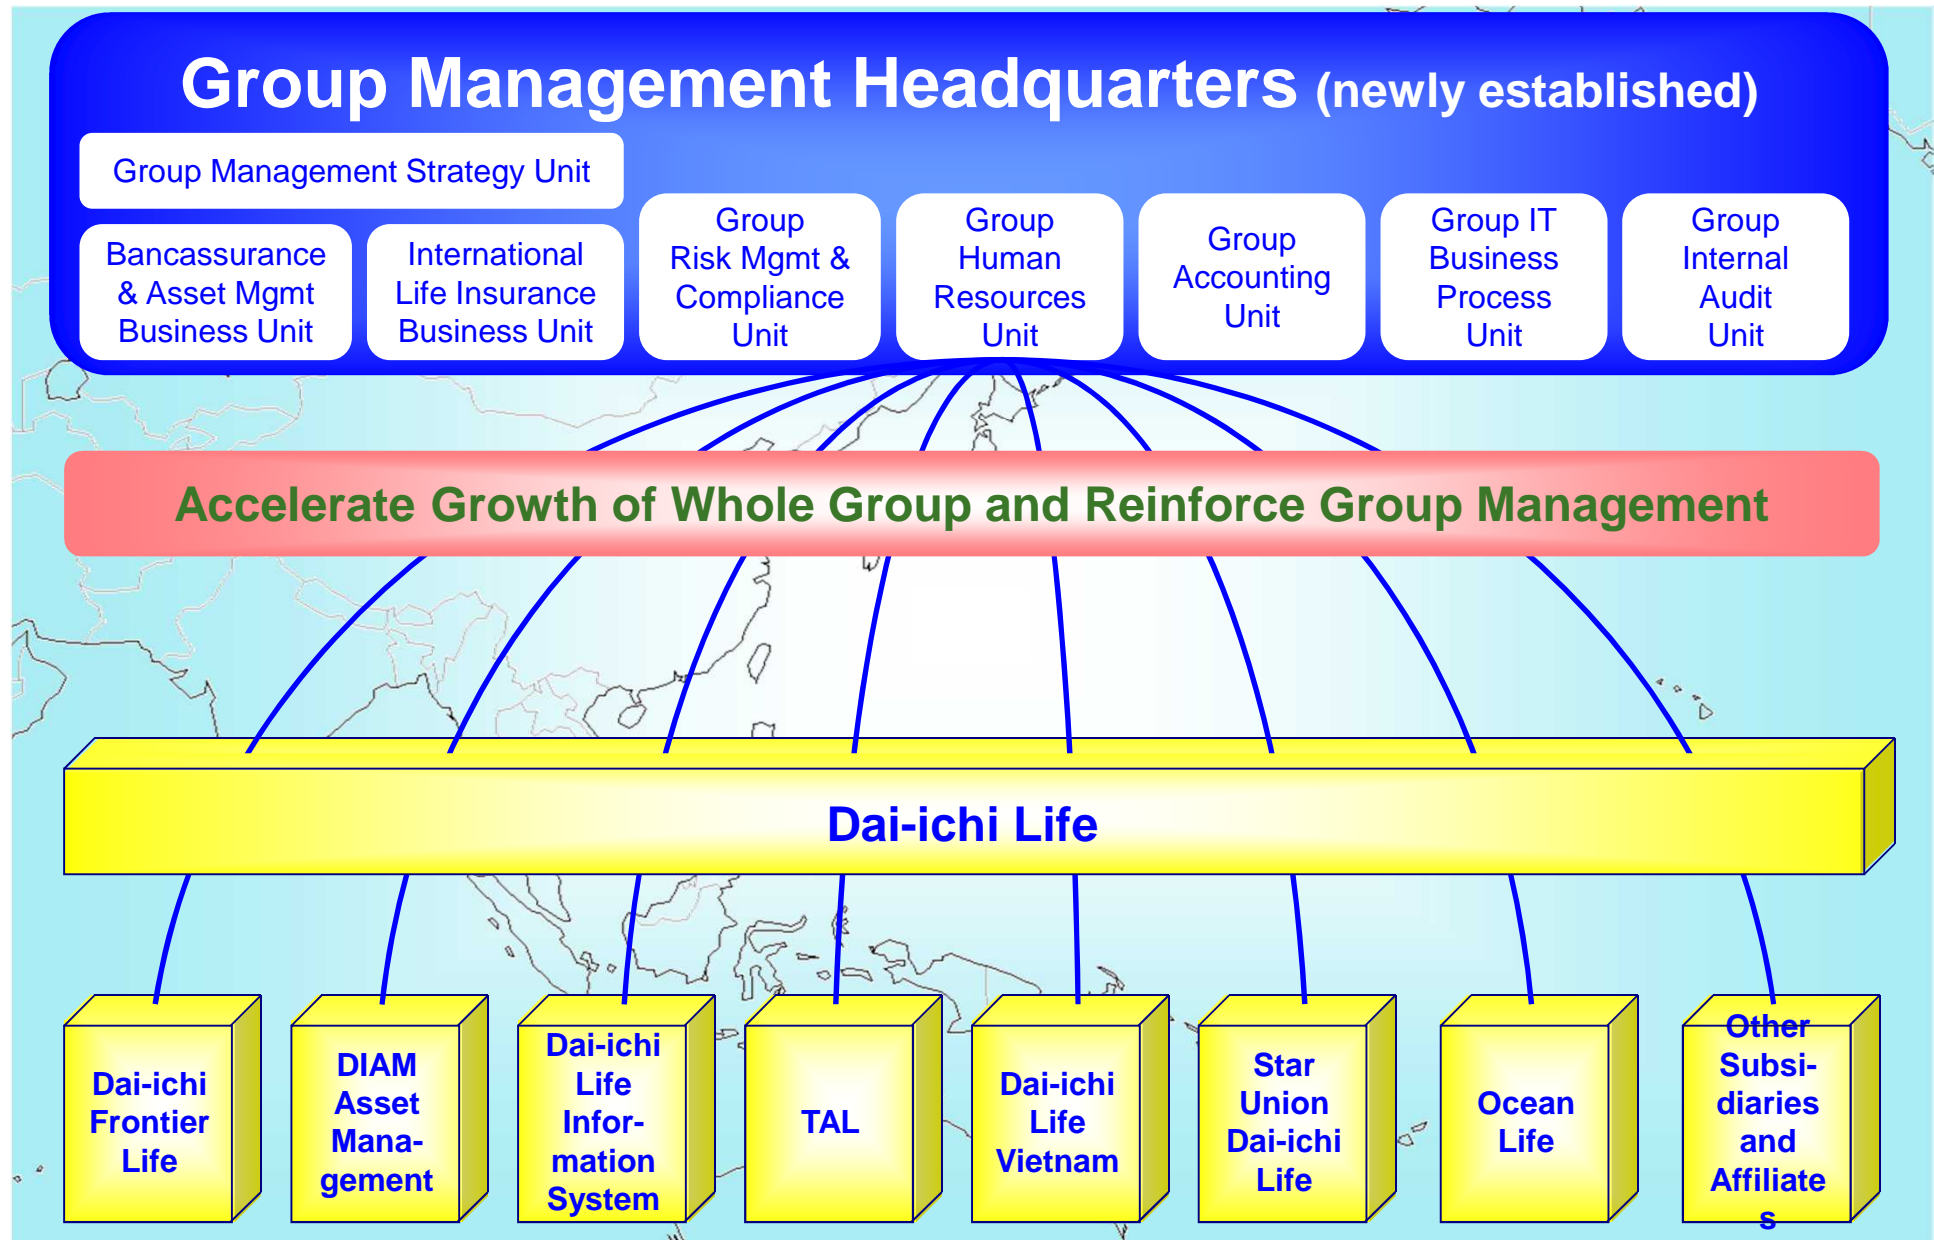 Group Management Headquarters (newly established)
Group Management Strategy Unit
Bancassurance
& Asset Mgmt
Business Unit
International
Life Insurance
Business Unit
Group
Risk Mgmt &
Compliance
Unit
Group
Human
Resources
Unit
Group
Accounting
Unit
Group IT
Business
Process
Unit
Group
Internal
Audit
Unit
Accelerate Growth of Whole Group and Reinforce Group Management
Dai-ichi Life
Dai-ichi
Frontier
Life
DIAM
Asset
Mana-
gement
Dai-ichi
Life
Infor-
mation
System
TAL
Dai-ichi
Life
Vietnam
Star
Union
Dai-ichi
Life
Ocean
Life
Other
Subsi-
diaries
and
Affiliate
s